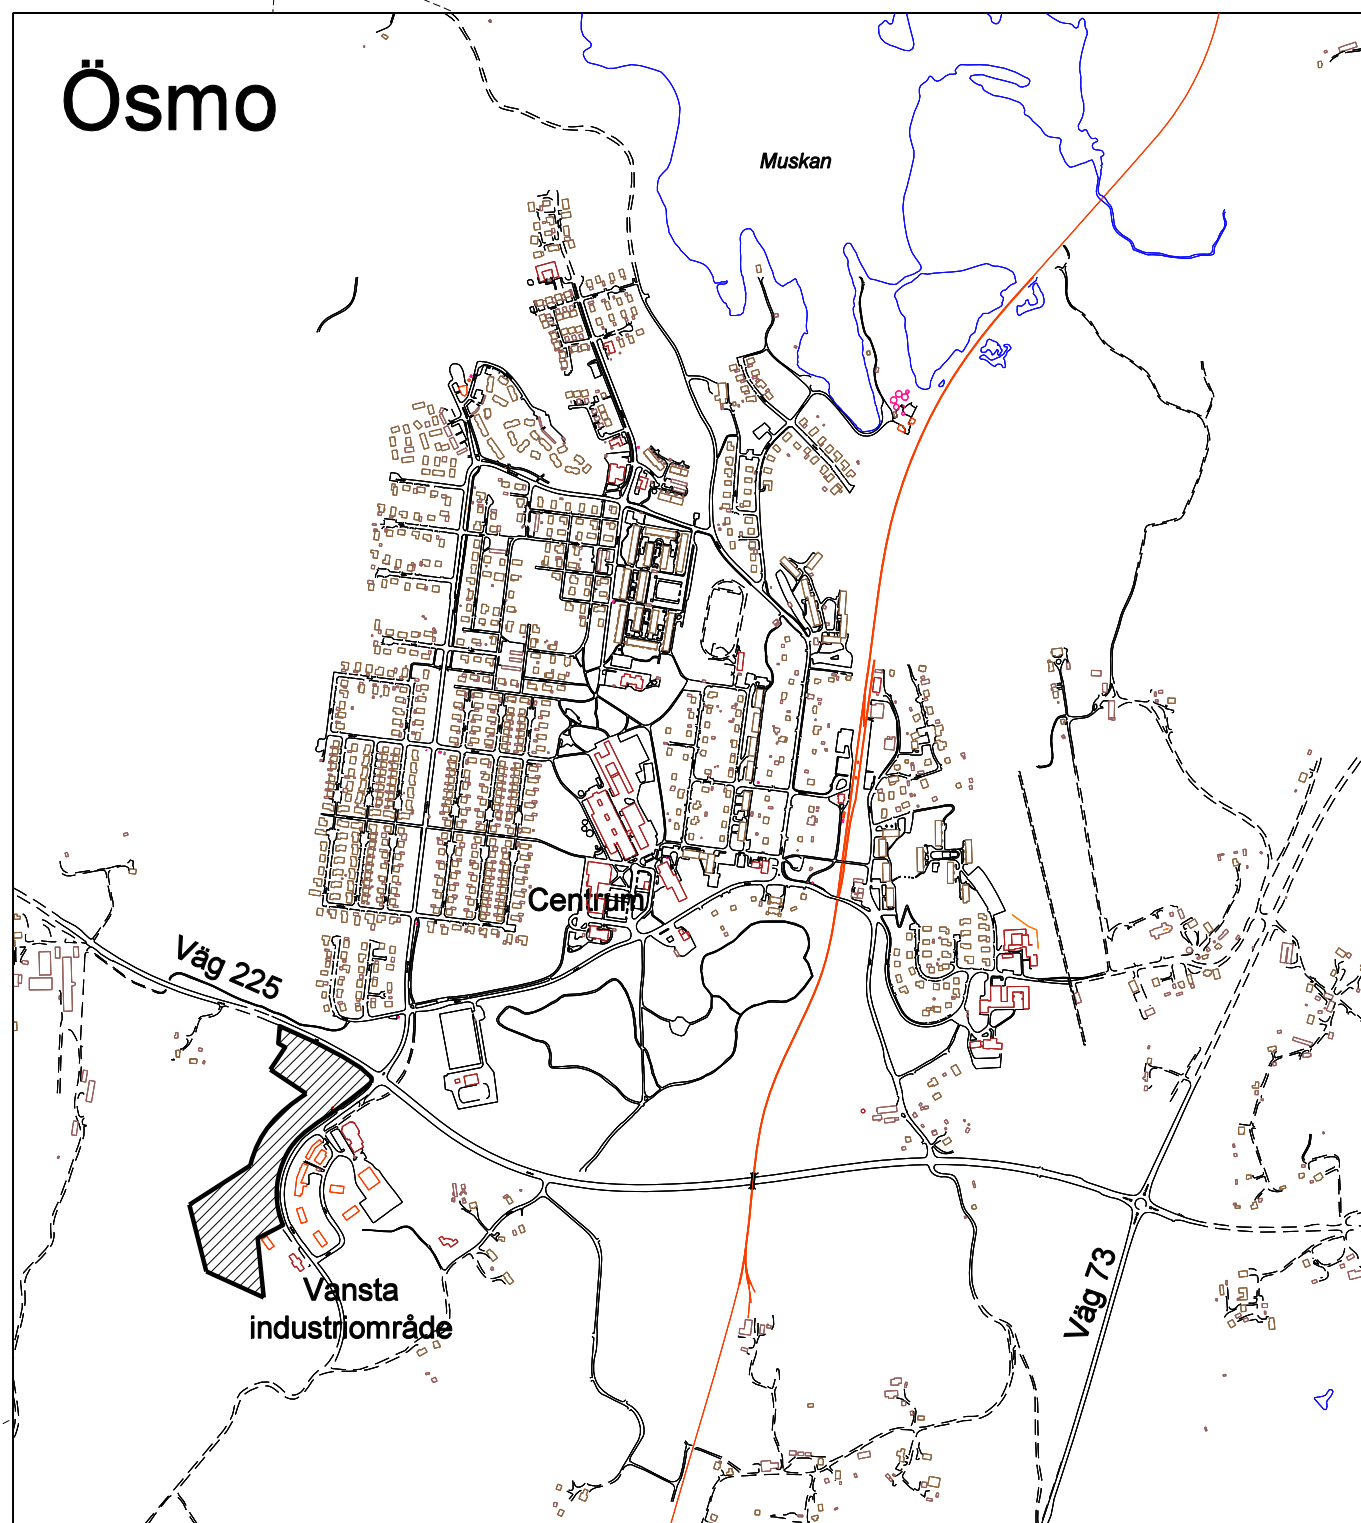 Ösmo
Muskan
Centrum
Väg 225
Väg 73
Vansta
industriområde